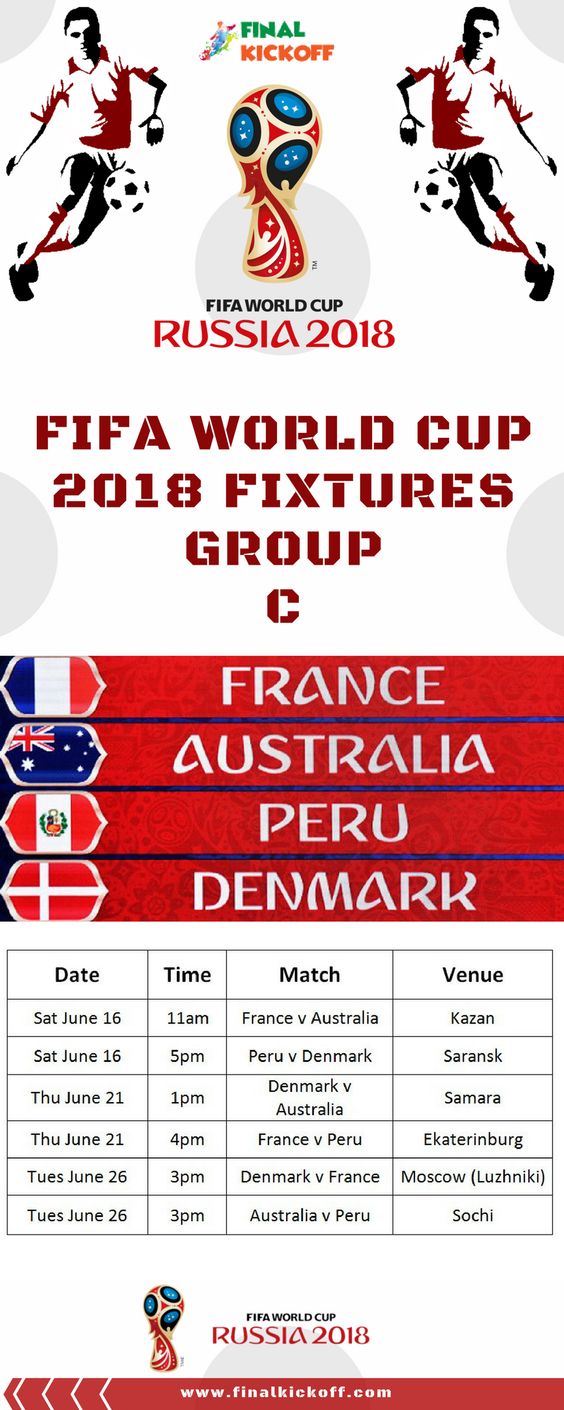 FINAL
KICKOFF
TM
FIFA WORLD CUP
RUSSIA 2018
FIFA WORLD CUP
2018 FIXTURES
GROUP
C
FRANCE
AUSTRALIA
PERU
DENMARK
Date Time Match Venue
Sat June 16 11am France v Australia Kazan
Sat June 16 5pm Peru v Denmark Saransk
Thu June 21 1pm Denmark v
Australia Samara
Thu June 21 4pm France v Peru Ekaterinburg
Tues June 26 3pm Denmark v France Moscow (Luzhniki)
Tues June 26 3pm Australia v Peru Sochi
FIFA WORLD CUP
RUSSIA 2018
TM
www.finalkickoff.com